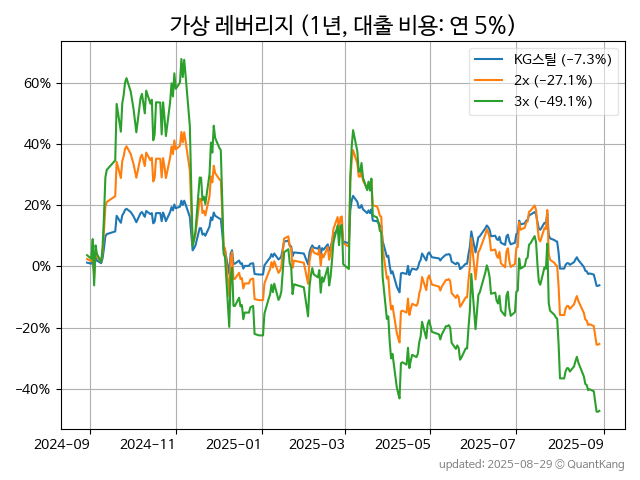 가상 레버리지 (1년, 대출 비용: 연 5%)
KG스틸 (−7.3%)
2x (−27.1%)
3x (−49.1%)
60%
40%
20%
0%
−20%
−40%
2024-09 2024-11 2025-01 2025-03 2025-05 2025-07 2025-09
updated: 2025-08-29 © QuantKang